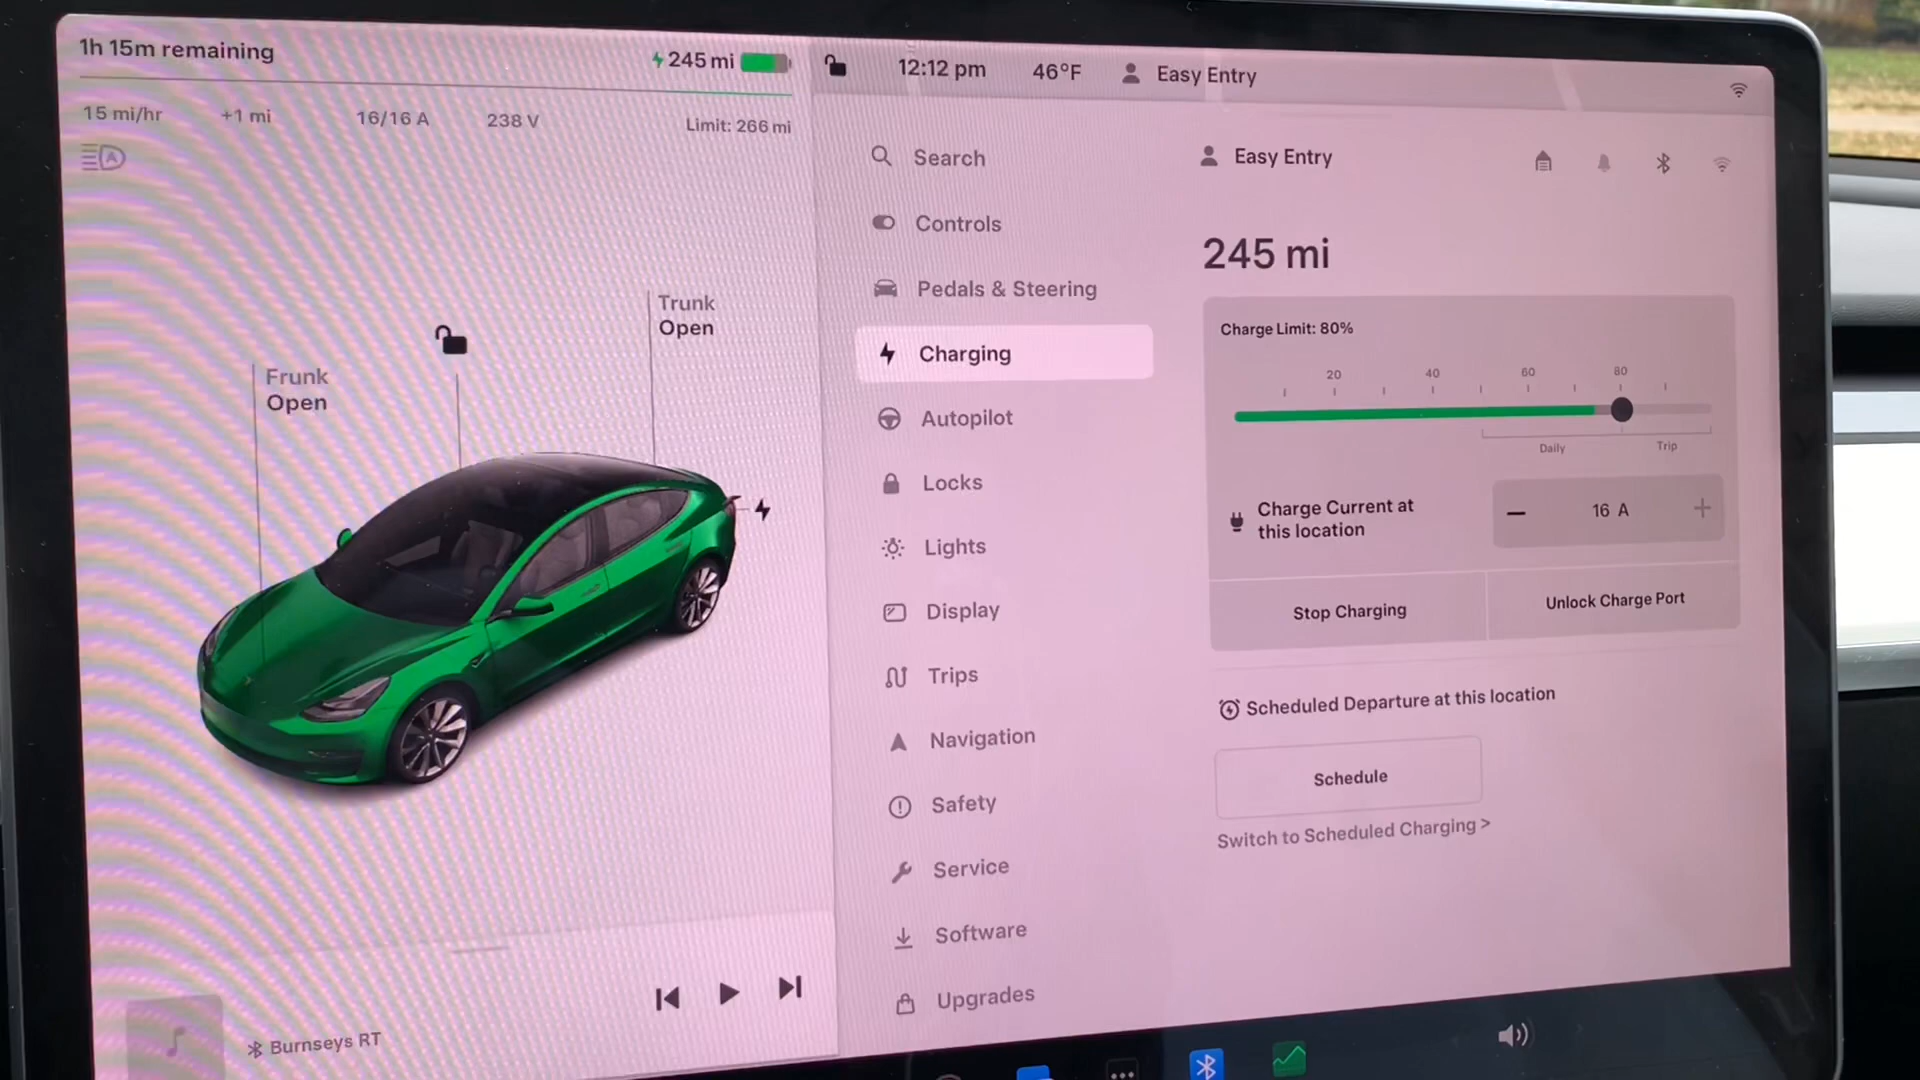 1h 15m remaining
245 mi
12:12 pm
46°F
Easy Entry
15 mi/hr
+1 mi
16/16 A
238 V
Limit: 266 mi
A
Trunk
Open
Frunk
Open
Search
Controls
Pedals & Steering
Charging
Autopilot
Locks
Lights
Display
Trips
Navigation
Safety
Service
Software
Upgrades
Easy Entry
245 mi
Charge Limit: 80%
20 40 60 80
Daily Trip
Charge Current at
this location
16 A
Stop Charging
Unlock Charge Port
Scheduled Departure at this location
Schedule
Switch to Scheduled Charging >
Burnseys RT